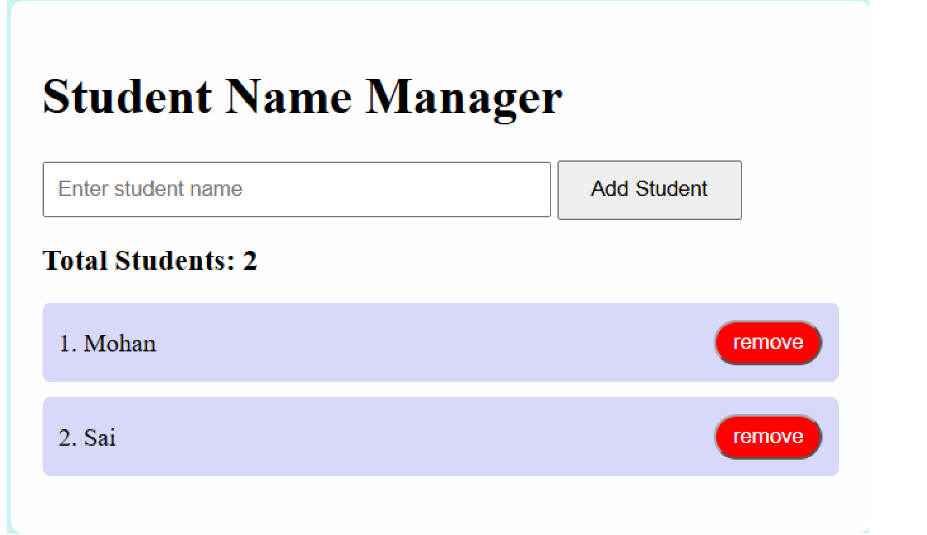 Student Name Manager
Enter student name
Add Student
Total Students: 2
1. Mohan
remove
2. Sai
remove